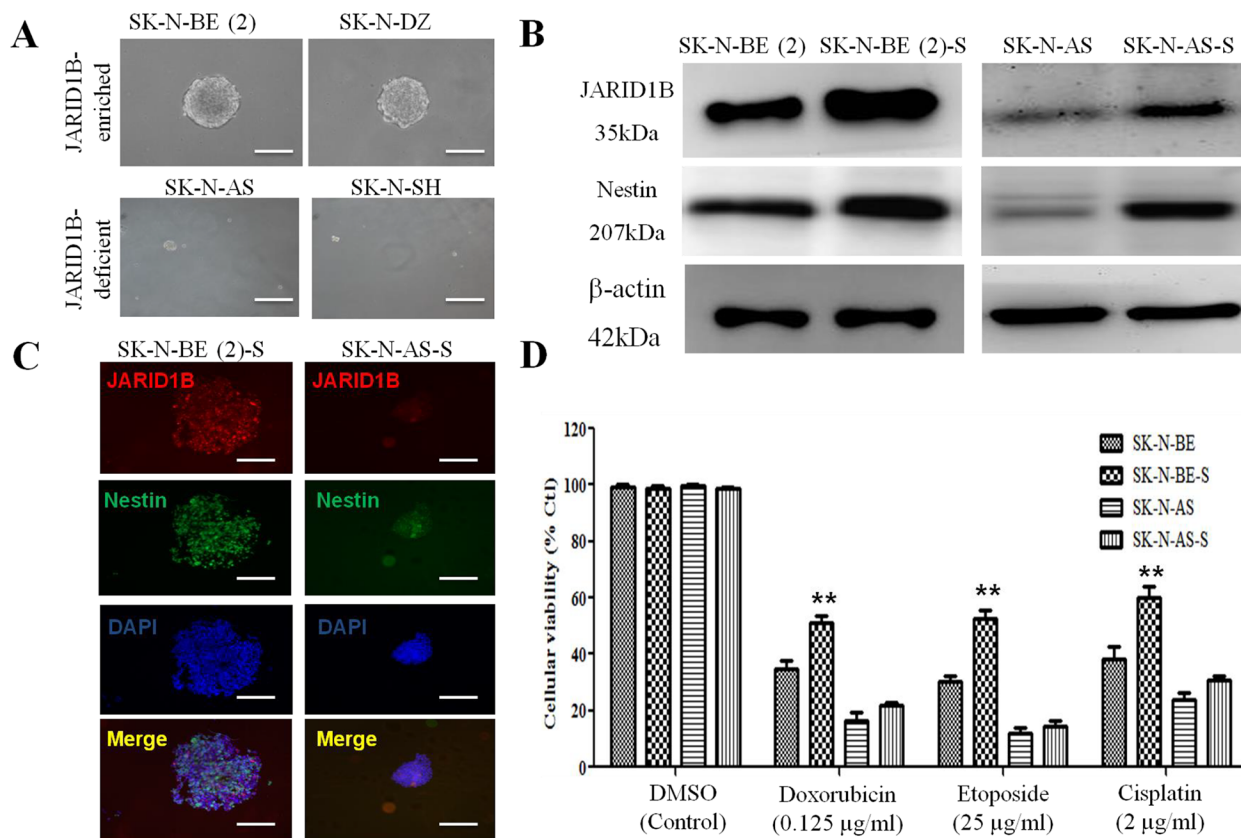 A
SK-N-BE (2) SK-N-DZ
JARID1B-
enriched
SK-N-AS SK-N-SH
JARID1B-
deficient
B
SK-N-BE (2) SK-N-BE (2)-S SK-N-AS SK-N-AS-S
JARID1B
35kDa
Nestin
207kDa
β-actin
42kDa
C
SK-N-BE (2)-S SK-N-AS-S
JARID1B JARID1B
Nestin Nestin
DAPI DAPI
Merge Merge
D
Cellular viability (% Ctl)
120
100
80
60
40
20
0
SK-N-BE
SK-N-BE-S
SK-N-AS
SK-N-AS-S
** ** **
DMSO Doxorubicin Etoposide Cisplatin
(Control) (0.125 µg/ml) (25 µg/ml) (2 µg/ml)